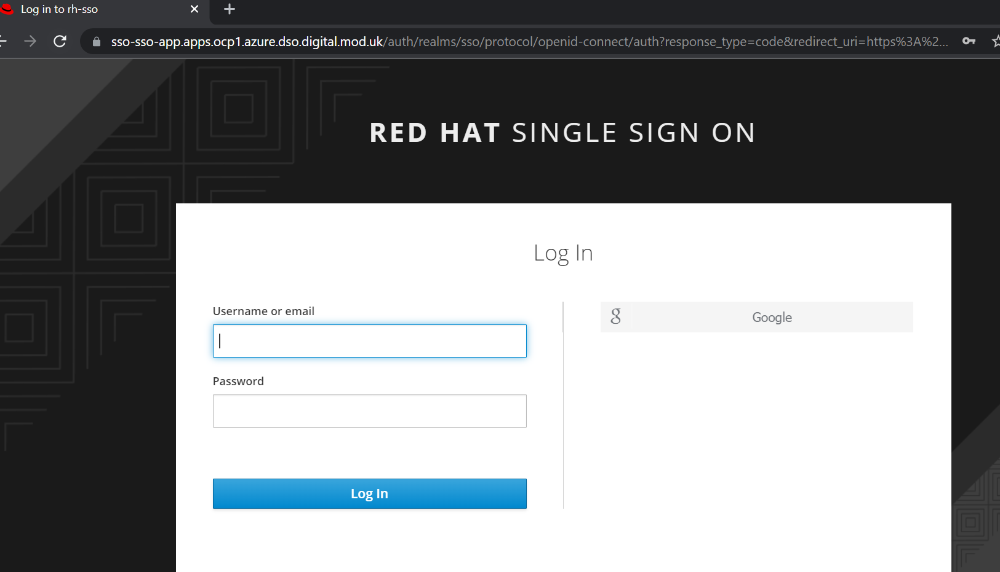 Log in to rh-sso
sso-sso-app.apps.ocp1.azure.dso.digital.mod.uk/auth/realms/sso/protocol/openid-connect/auth?response_type=code&redirect_uri=https%3A%2...
RED HAT SINGLE SIGN ON
Log In
Username or email
g Google
Password
Log In